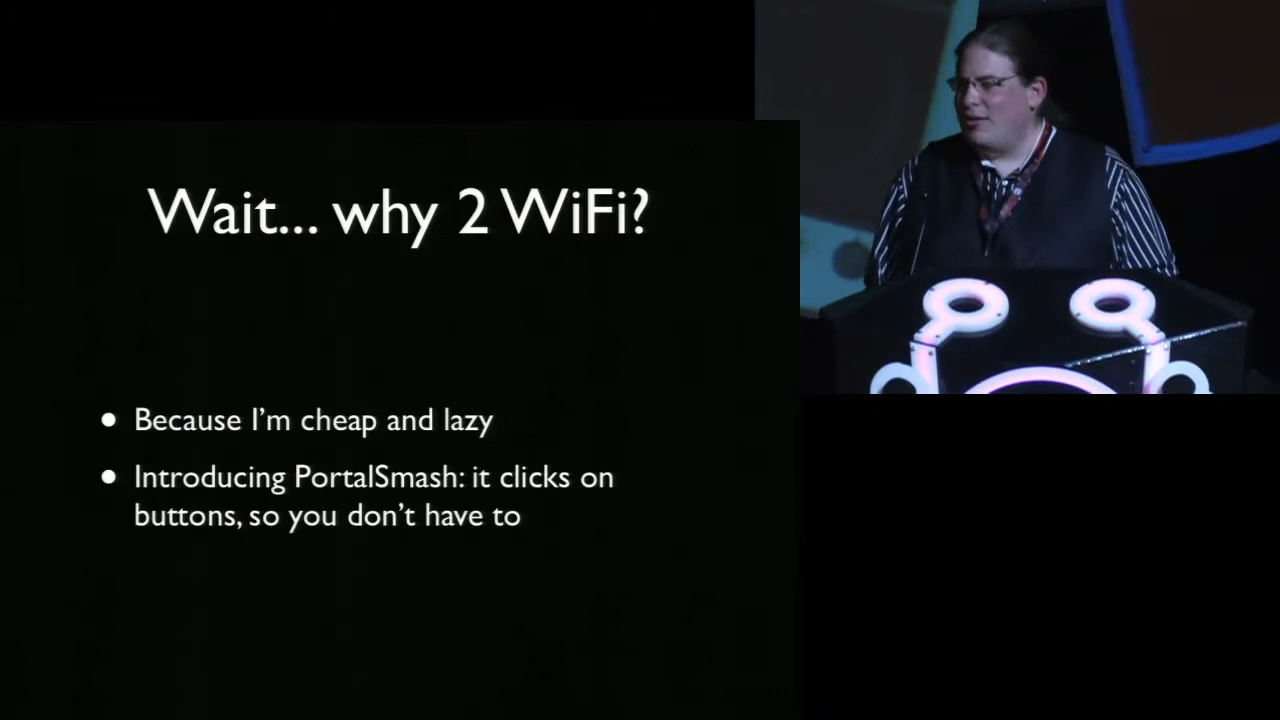 Wait... why 2 WiFi?
• Because I'm cheap and lazy
• Introducing PortalSmash: it clicks on
buttons, so you don't have to